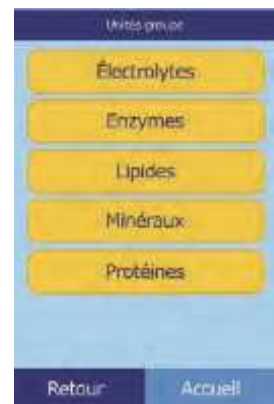 Unités groupe
Électrolytes
Enzymes
Lipides
Minéraux
Protéines
Retour Accueil